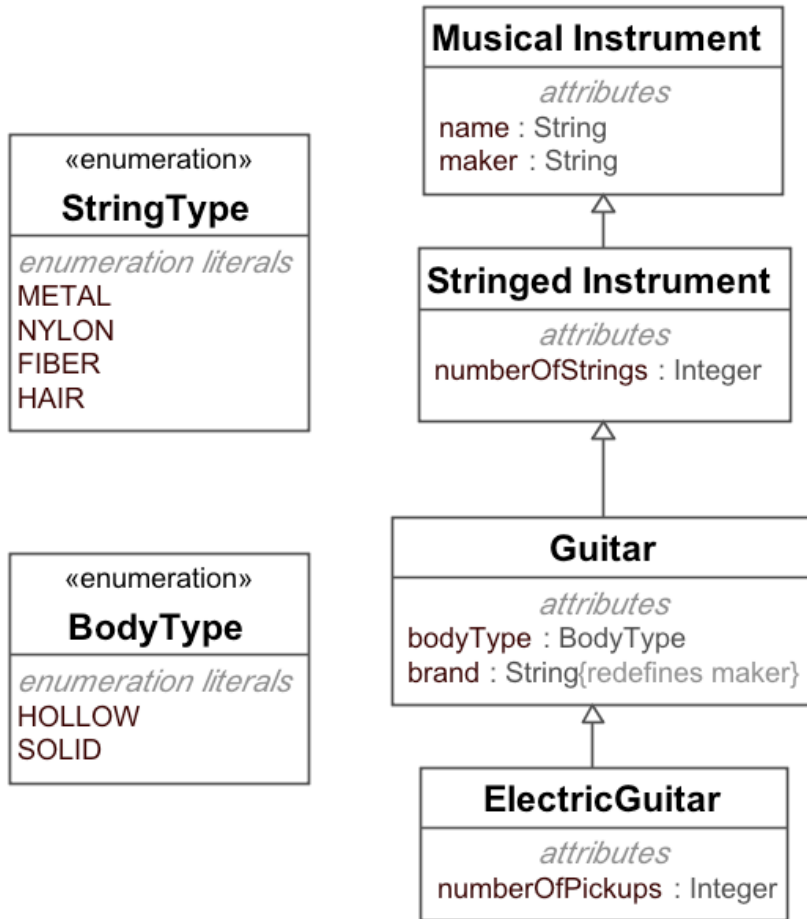 Musical Instrument
attributes
name : String
maker : String
«enumeration»
StringType
enumeration literals
METAL
NYLON
FIBER
HAIR
Stringed Instrument
attributes
numberOfStrings : Integer
«enumeration»
BodyType
enumeration literals
HOLLOW
SOLID
Guitar
attributes
bodyType : BodyType
brand : String{redefines maker}
ElectricGuitar
attributes
numberOfPickups : Integer